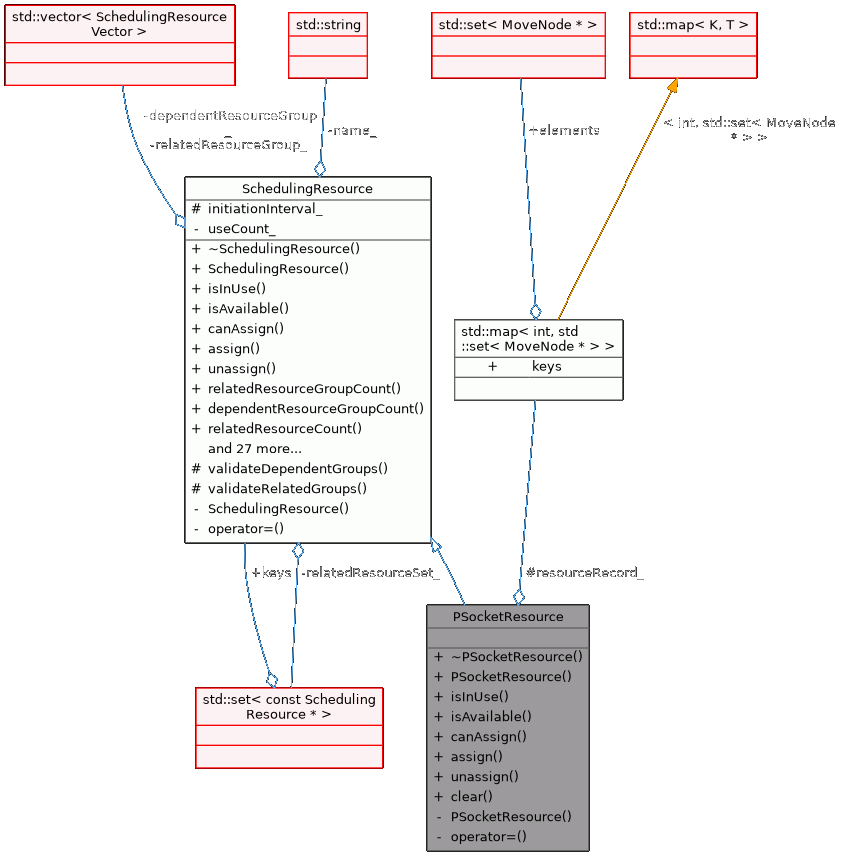 std::vector< SchedulingResource
Vector >
std::string
std::set< MoveNode * >
std::map< K, T >
-dependentResourceGroup
_
-relatedResourceGroup_
-name_
+elements
< int, std::set< MoveNode
* > >
SchedulingResource
# initiationInterval_
- useCount_
+ ~SchedulingResource()
+ SchedulingResource()
+ isInUse()
+ isAvailable()
+ canAssign()
+ assign()
+ unassign()
+ relatedResourceGroupCount()
+ dependentResourceGroupCount()
+ relatedResourceCount()
and 27 more...
# validateDependentGroups()
# validateRelatedGroups()
- SchedulingResource()
- operator=()
std::map< int, std
::set< MoveNode * > >
+ keys
+keys
-relatedResourceSet_
#resourceRecord_
std::set< const Scheduling
Resource * >
PSocketResource
+ ~PSocketResource()
+ PSocketResource()
+ isInUse()
+ isAvailable()
+ canAssign()
+ assign()
+ unassign()
+ clear()
- PSocketResource()
- operator=()